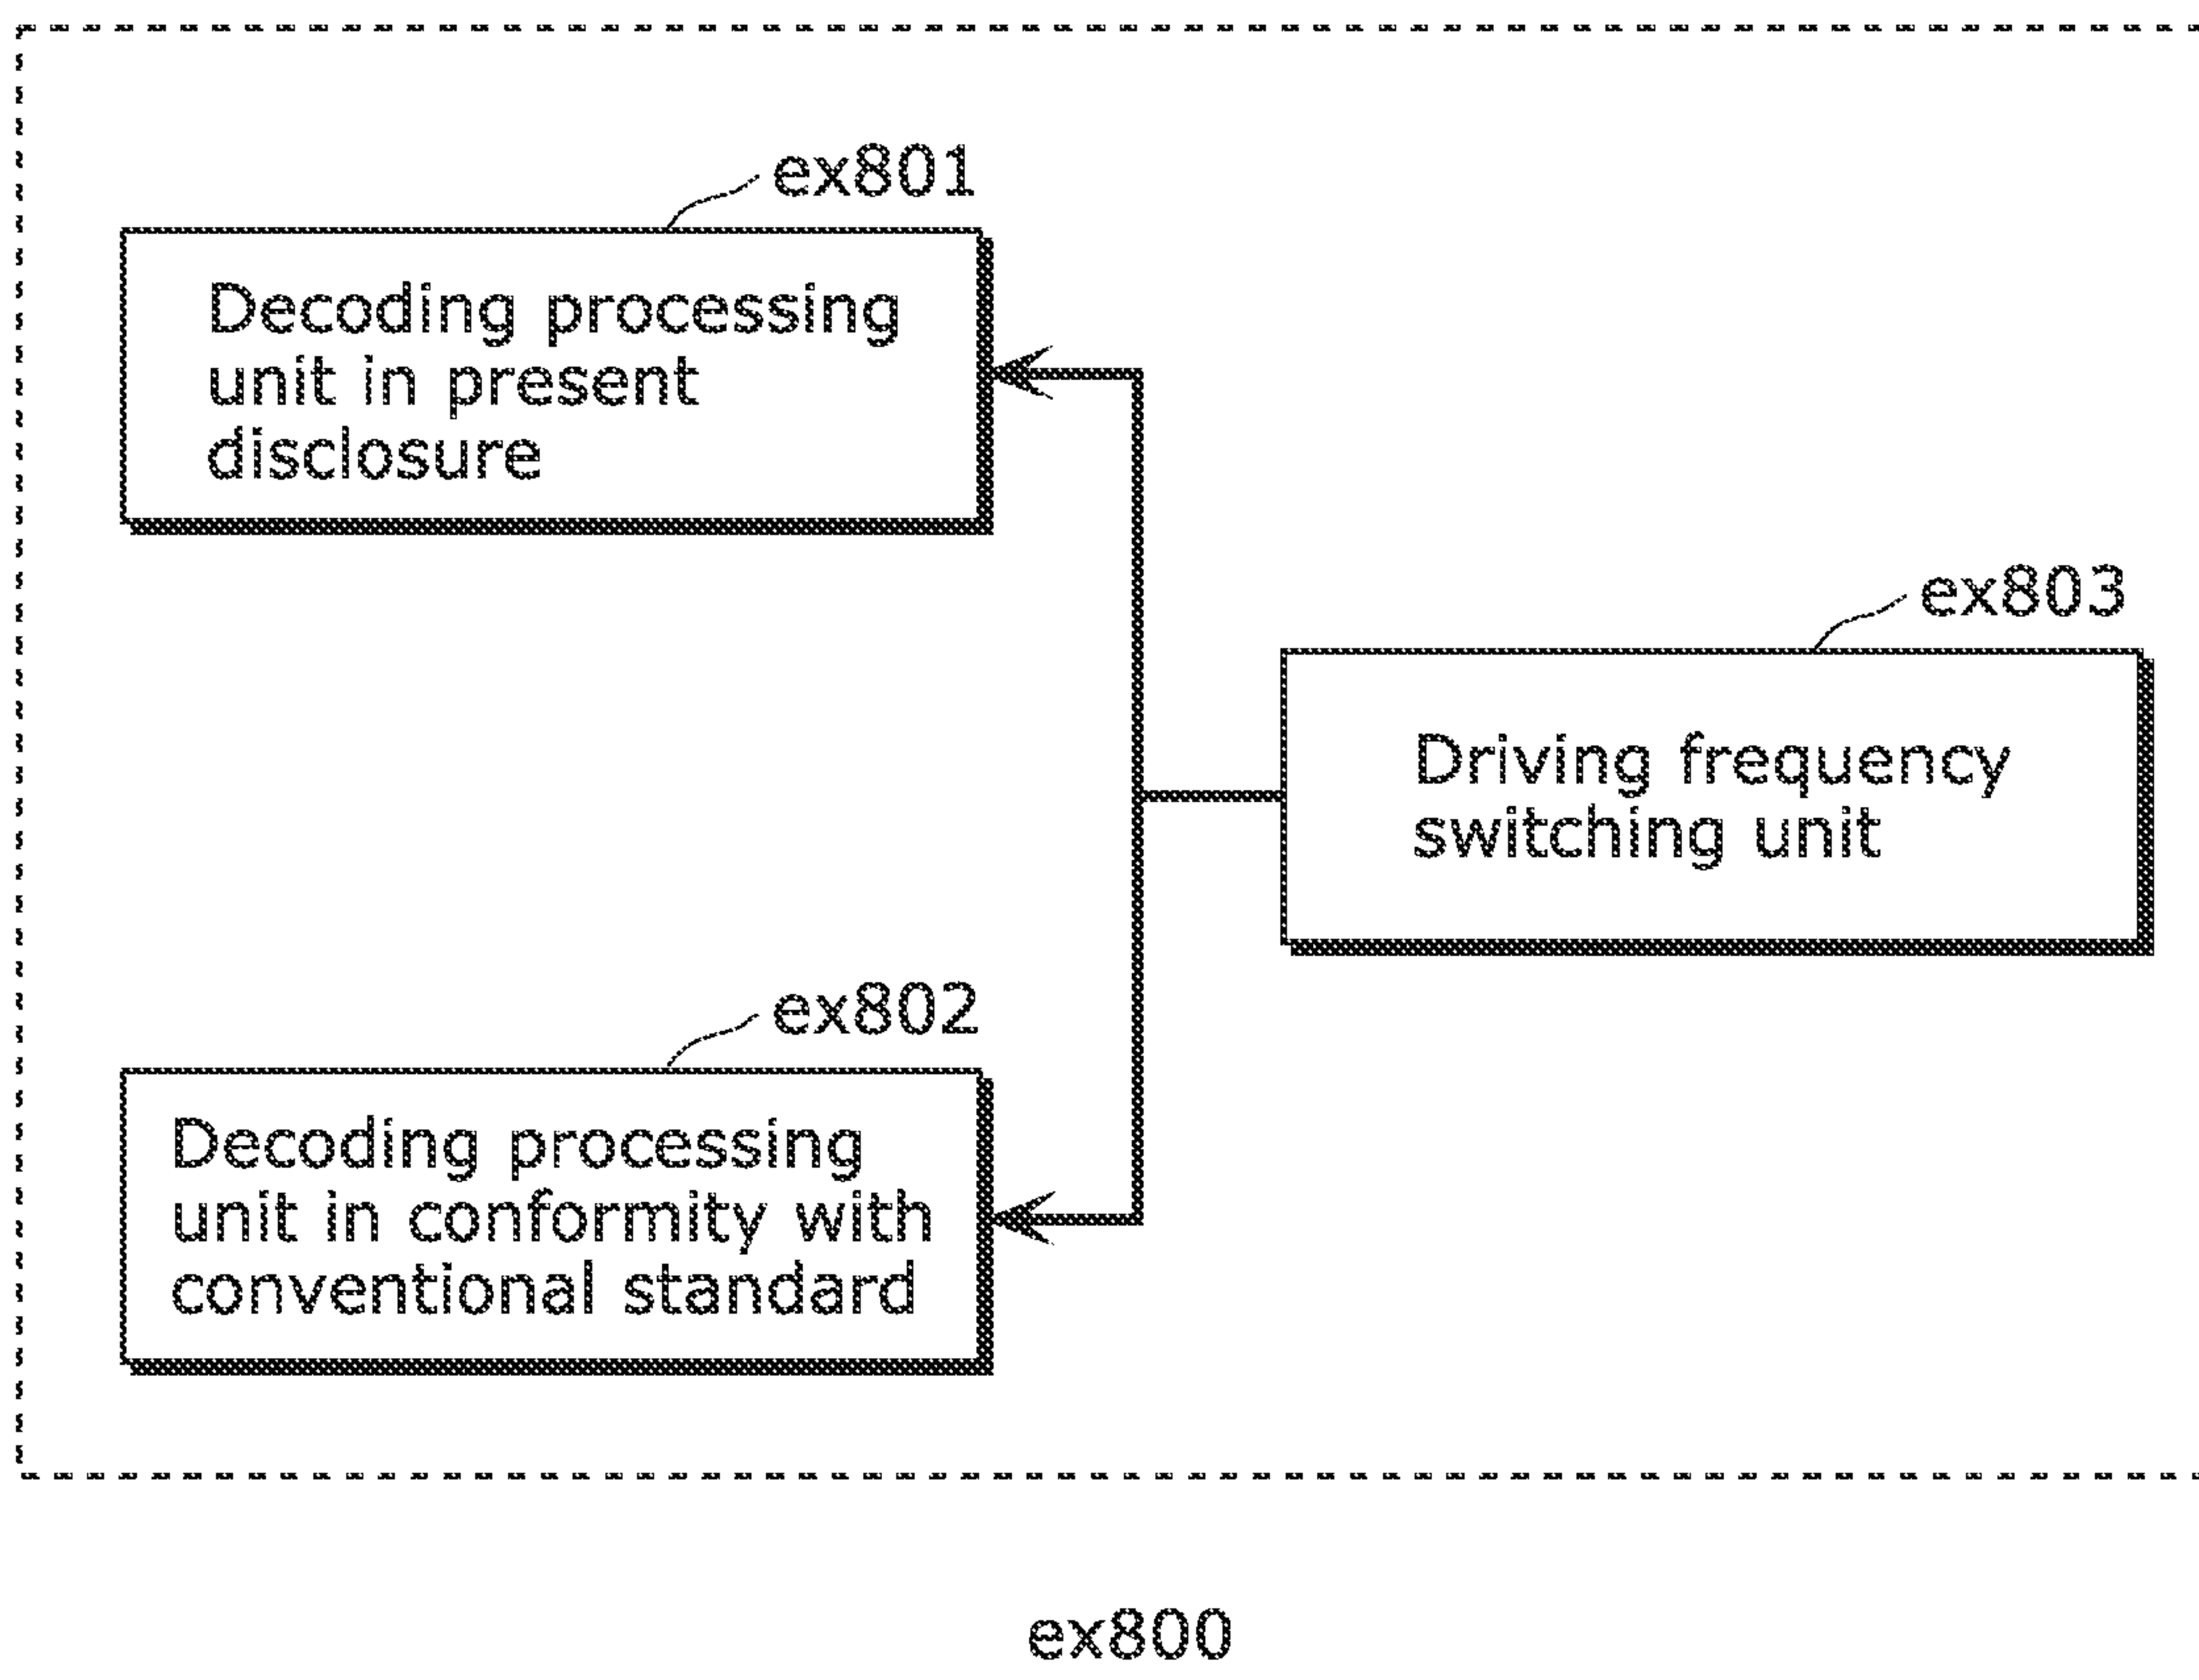 ex801
Decoding processing
unit in present
disclosure
ex803
Driving frequency
switching unit
ex802
Decoding processing
unit in conformity with
conventional standard
ex800